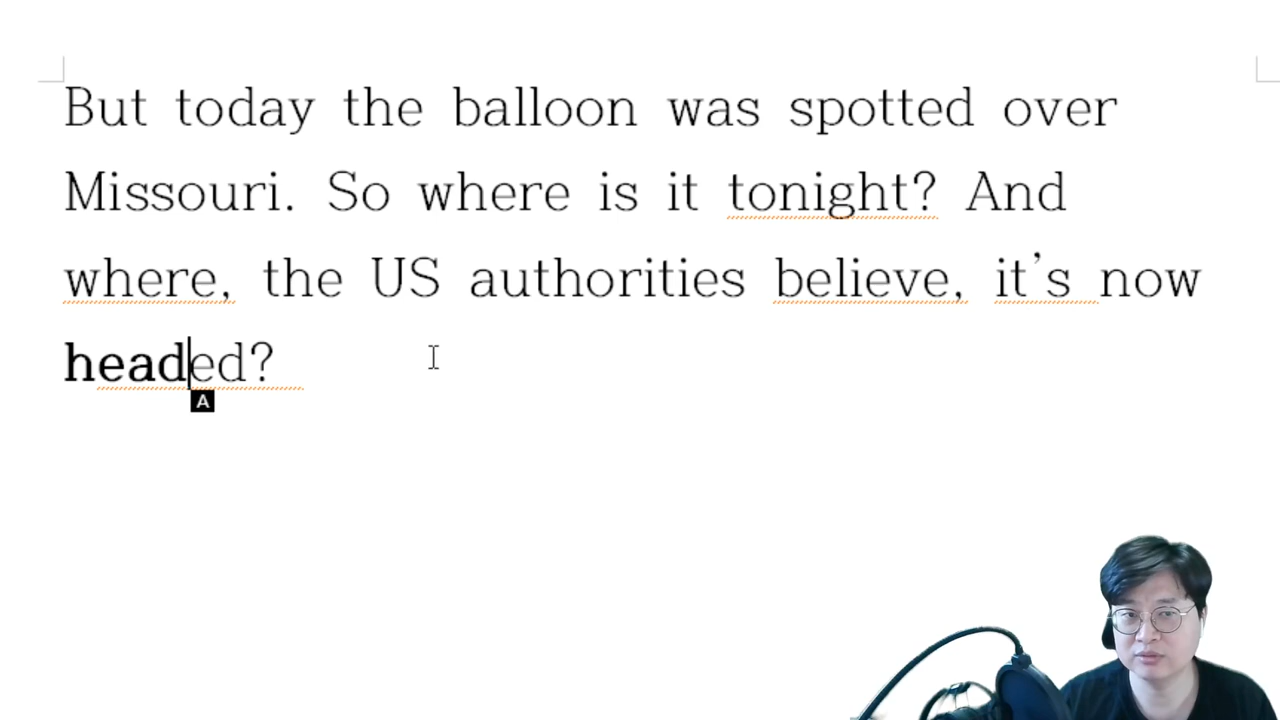 But today the balloon was spotted over
Missouri. So where is it tonight? And
where, the US authorities believe, it's now
headed?
A